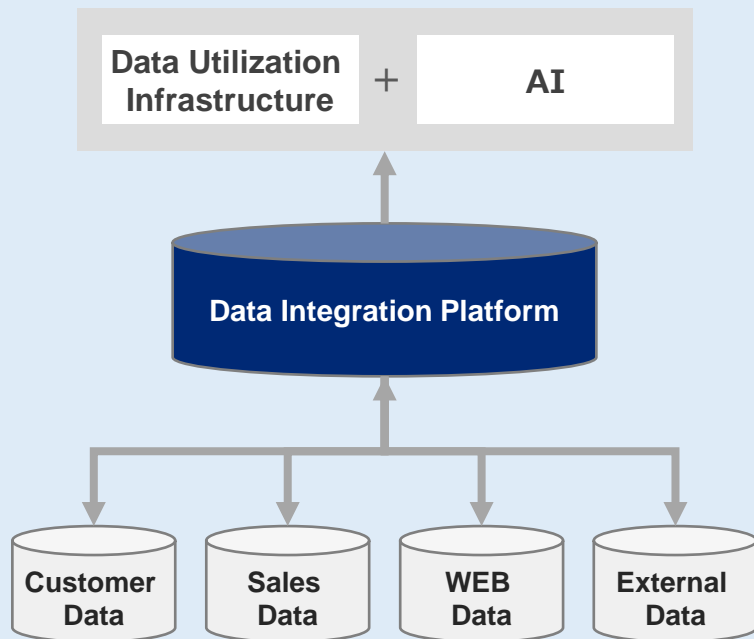 Data Utilization
Infrastructure
+
AI
Data Integration Platform
Customer
Data
Sales
Data
WEB
Data
External
Data